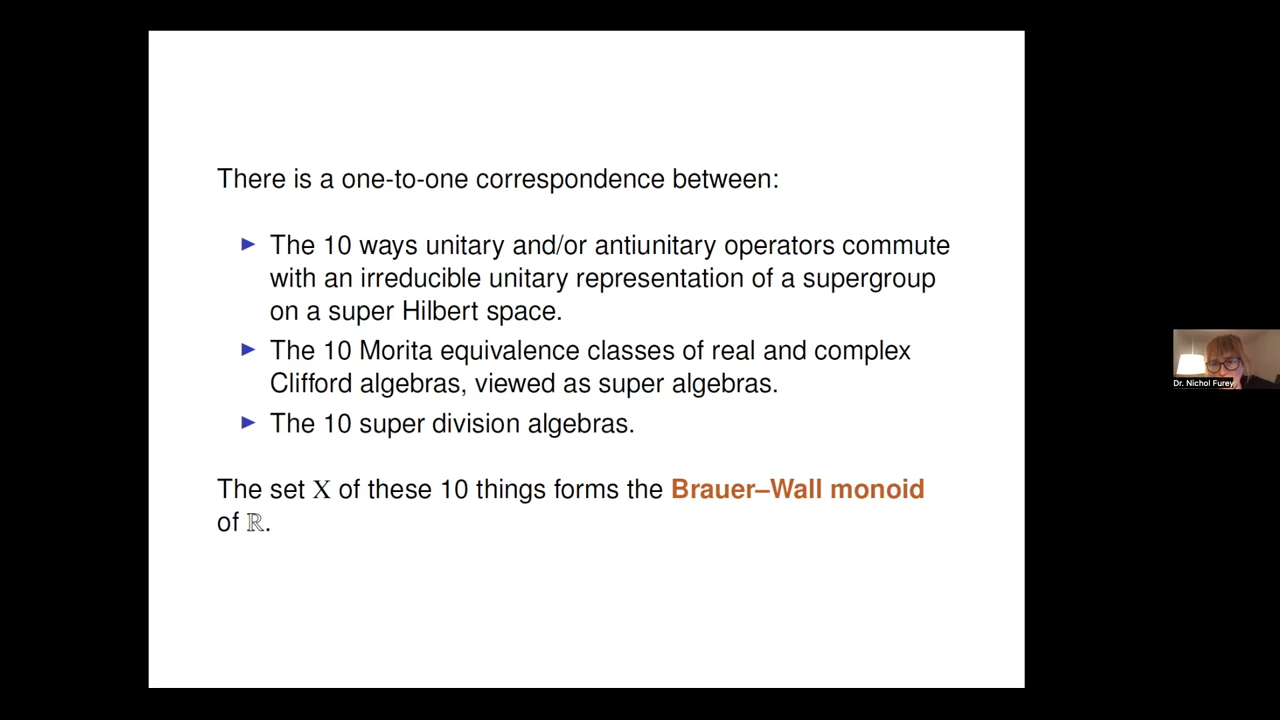 There is a one-to-one correspondence between:
▶ The 10 ways unitary and/or antiunitary operators commute
with an irreducible unitary representation of a supergroup
on a super Hilbert space.
▶ The 10 Morita equivalence classes of real and complex
Clifford algebras, viewed as super algebras.
▶ The 10 super division algebras.
The set X of these 10 things forms the Brauer–Wall monoid
of ℝ.
Dr. Nichol Furey